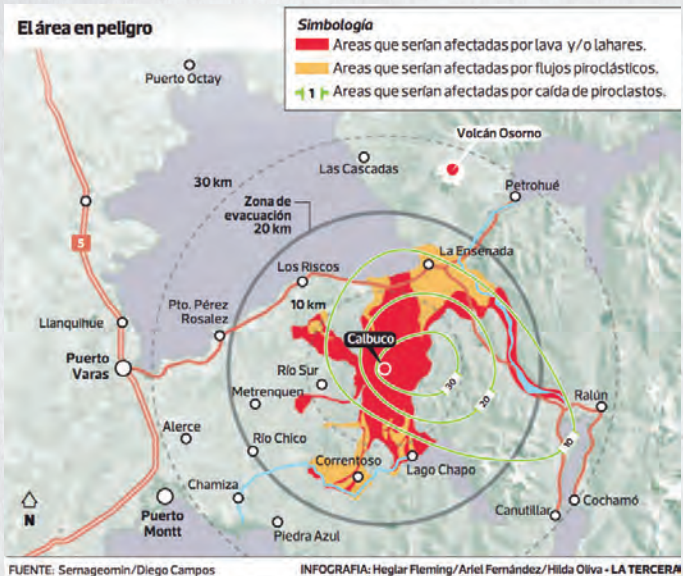 El área en peligro
Simbología
Areas que serían afectadas por lava y/o lahares.
Areas que serían afectadas por flujos piroclásticos.
1 Areas que serían afectadas por caída de piroclastos.
Puerto Octay
Volcán Osorno
Las Cascadas
30 km
Petrohué
Zona de
evacuación
20 km
5
La Ensenada
Los Riscos
10 km
Pto. Pérez
Rosalez
Llanquihue
Calbuco
Puerto
Varas
Río Sur
30
20
Metrenquen
Ralún
Alerce
10
Río Chico
Correntoso
Lago Chapo
Chamiza
Cochamó
Canutillar
N
Puerto
Montt
Piedra Azul
FUENTE: Sernageomin/Diego Campos
INFOGRAFIA: Heglar Fleming/Ariel Fernández/Hilda Oliva • LA TERCERA